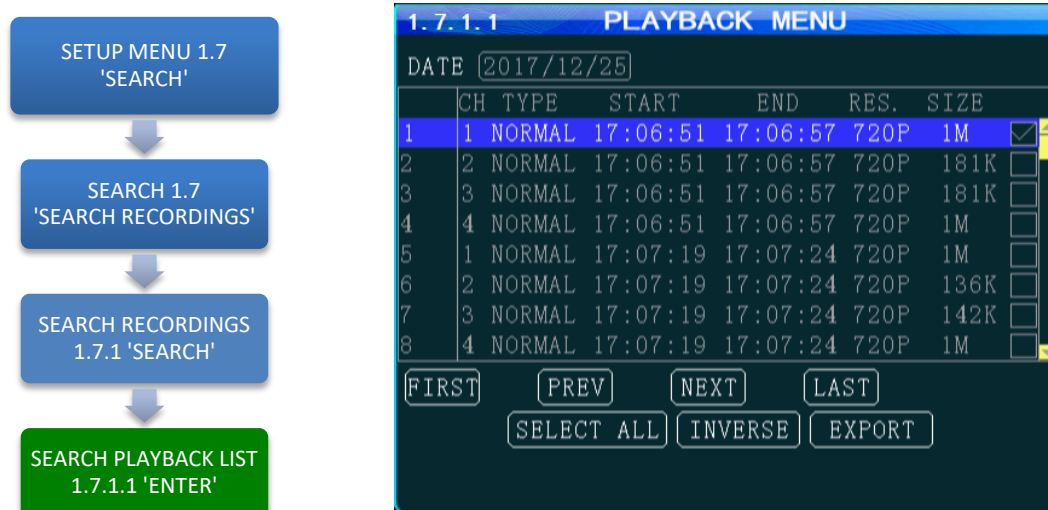 SETUP MENU 1.7
'SEARCH'
SEARCH 1.7
'SEARCH RECORDINGS'
SEARCH RECORDINGS
1.7.1 'SEARCH'
SEARCH PLAYBACK LIST
1.7.1.1 'ENTER'
1.7.1.1 PLAYBACK MENU
DATE 2017/12/25
CH TYPE START END RES. SIZE
1 1 NORMAL 17:06:51 17:06:57 720P 1M
2 2 NORMAL 17:06:51 17:06:57 720P 181K
3 3 NORMAL 17:06:51 17:06:57 720P 181K
4 4 NORMAL 17:06:51 17:06:57 720P 1M
5 1 NORMAL 17:07:19 17:07:24 720P 1M
6 2 NORMAL 17:07:19 17:07:24 720P 136K
7 3 NORMAL 17:07:19 17:07:24 720P 142K
8 4 NORMAL 17:07:19 17:07:24 720P 1M
FIRST PREV NEXT LAST
SELECT ALL INVERSE EXPORT